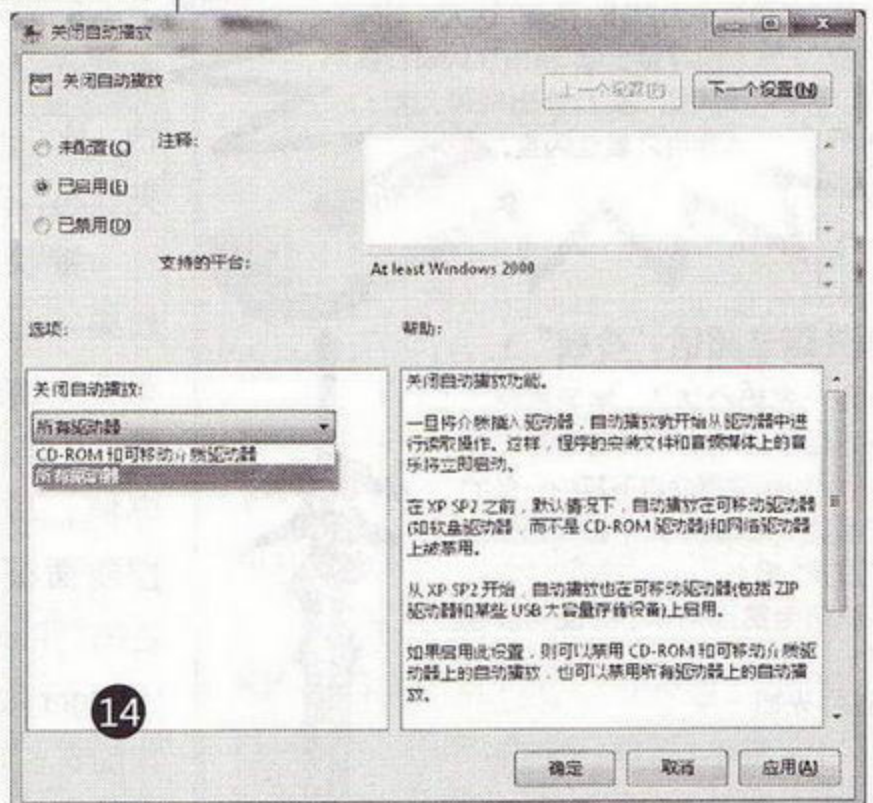 关闭自动播放
关闭自动播放
上一个设置(P)
下一个设置(N)
未配置(C)
注释:
已启用(E)
已禁用(D)
支持的平台:
At least Windows 2000
选项:
帮助:
关闭自动播放:
所有驱动器
CD-ROM 和可移动介质驱动器
所有驱动器
关闭自动播放功能。
一旦将介质插入驱动器，自动播放就开始从驱动器中进
行读取操作。这样，程序的安装文件和音频媒体上的音
乐将立即启动。
在 XP SP2 之前，默认情况下，自动播放在可移动驱动器
(如软盘驱动器，而不是 CD-ROM 驱动器)和网络驱动器
上被禁用。
从 XP SP2 开始，自动播放也在可移动驱动器(包括 ZIP
驱动器和某些 USB 大容量存储设备)上启用。
如果启用此设置，则可以禁用 CD-ROM 和可移动介质驱
动器上的自动播放，也可以禁用所有驱动器上的自动播
放。
14
确定
取消
应用(A)